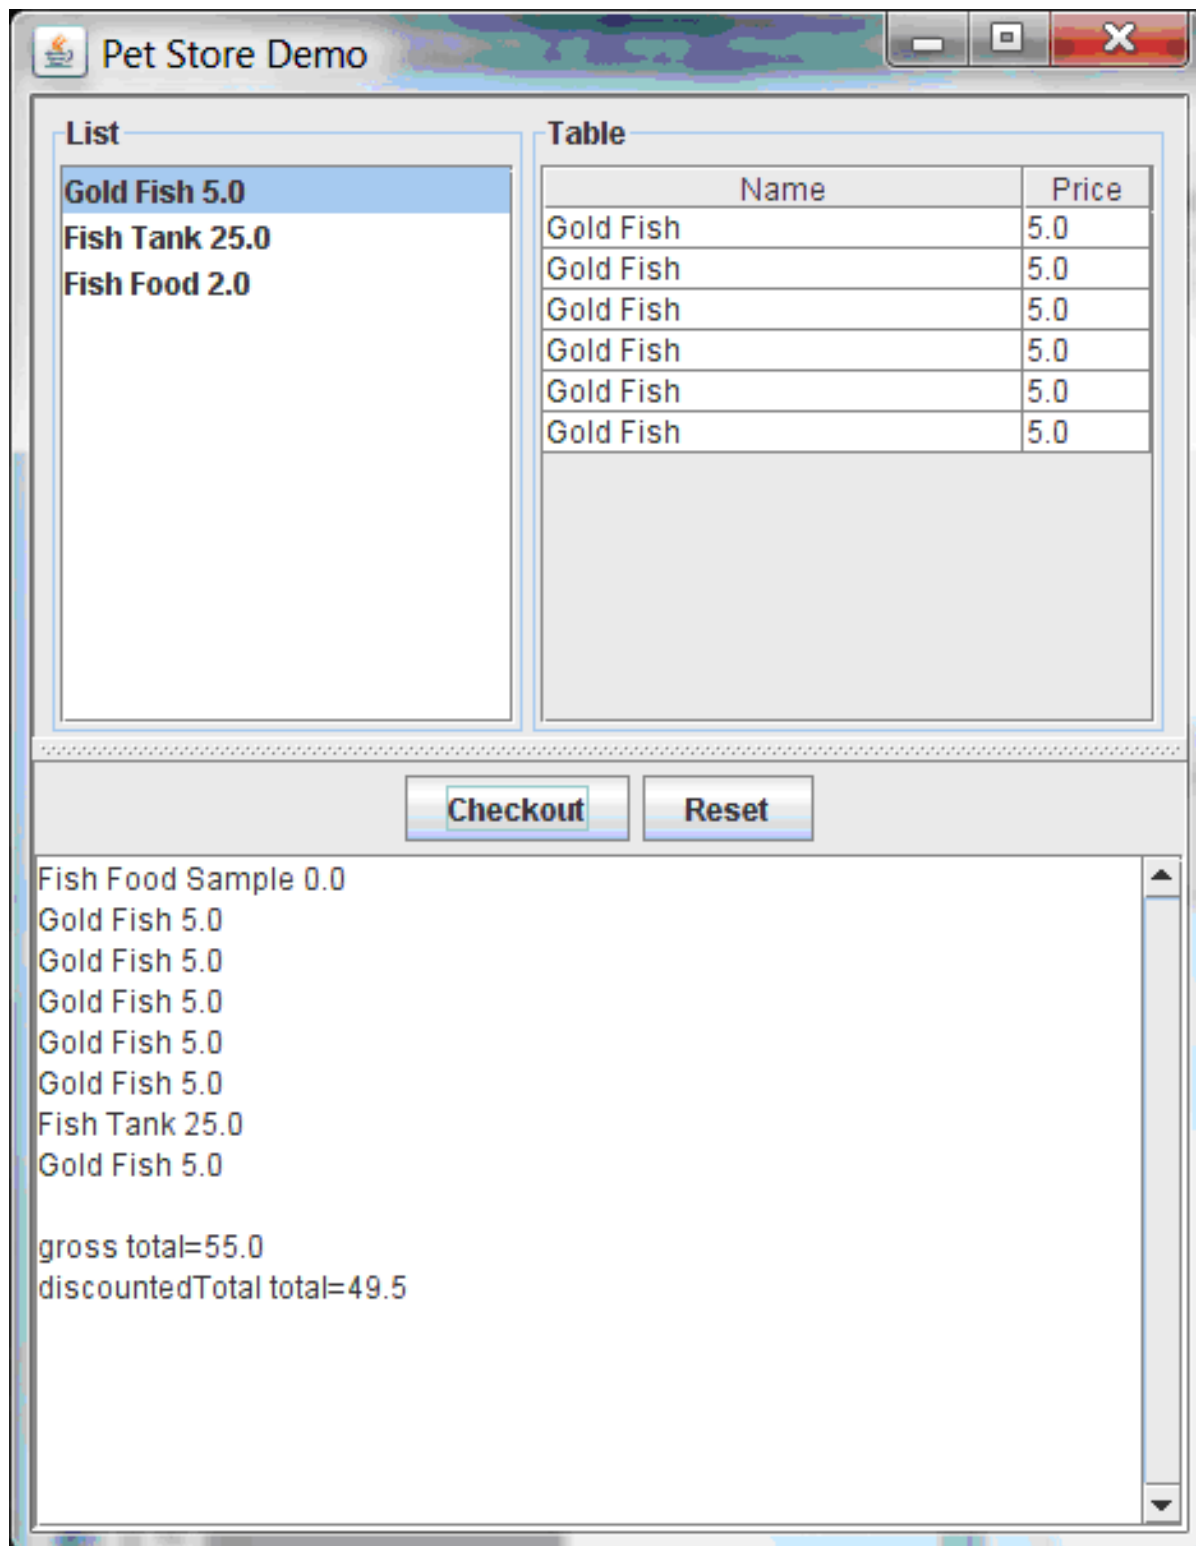 Pet Store Demo
List
Gold Fish 5.0
Fish Tank 25.0
Fish Food 2.0
Table
Name Price
Gold Fish 5.0
Gold Fish 5.0
Gold Fish 5.0
Gold Fish 5.0
Gold Fish 5.0
Gold Fish 5.0
Checkout Reset
Fish Food Sample 0.0
Gold Fish 5.0
Gold Fish 5.0
Gold Fish 5.0
Gold Fish 5.0
Gold Fish 5.0
Fish Tank 25.0
Gold Fish 5.0
gross total=55.0
discountedTotal total=49.5